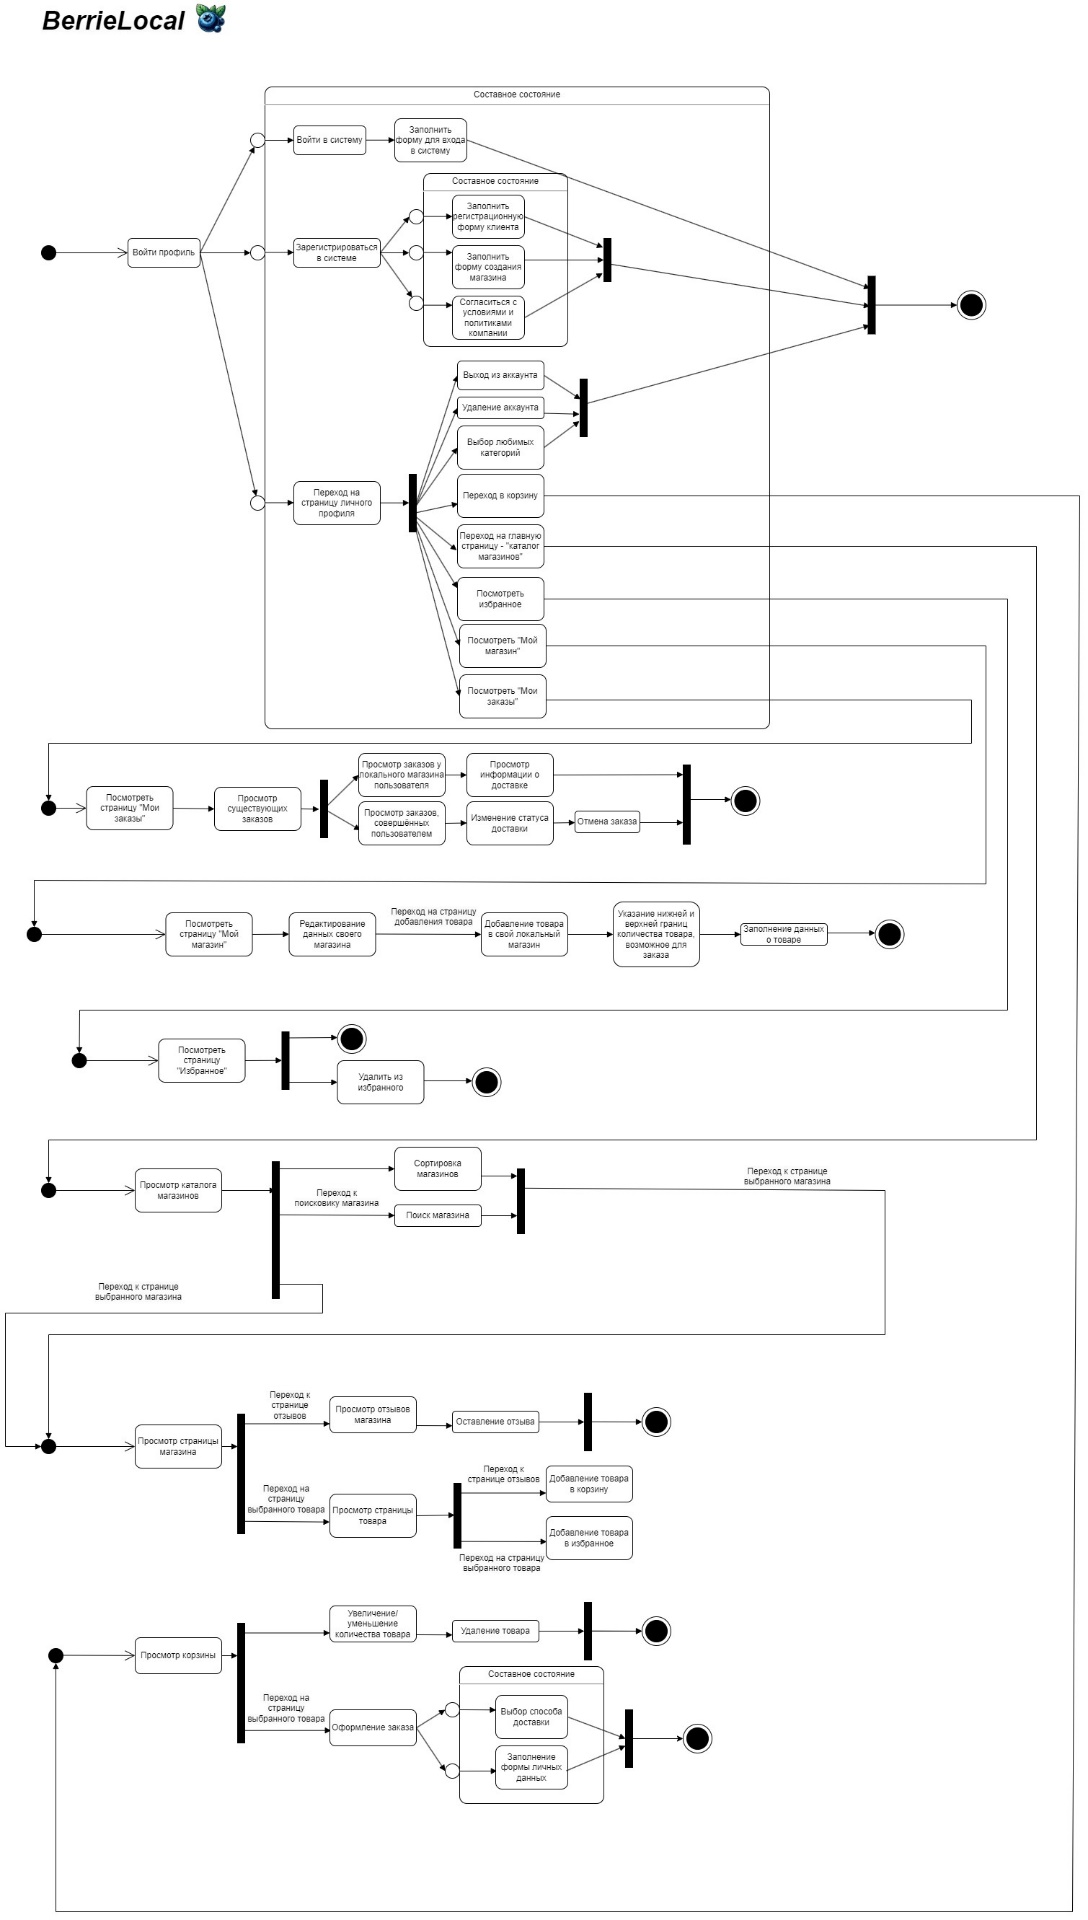 BerrieLocal
Составное состояние
Войти в систему
Заполнить
форму для входа
в систему
Составное состояние
Заполнить
регистрационную
форму клиента
Войти профиль
Зарегистрироваться
в системе
Заполнить
форму создания
магазина
Согласиться с
условиями и
политиками
компании
Выход из аккаунта
Удаление аккаунта
Выбор любимых
категорий
Переход на
страницу личного
профиля
Переход в корзину
Переход на главную
страницу - "каталог
магазинов"
Посмотреть
избранное
Посмотреть "Мой
магазин"
Посмотреть "Мои
заказы"
Посмотреть
страницу "Мои
заказы"
Просмотр
существующих
заказов
Просмотр заказов у
локального магазина
пользователя
Просмотр
информации о
доставке
Просмотр заказов,
совершённых
пользователем
Изменение статуса
доставки
Отмена заказа
Посмотреть
страницу "Мой
магазин"
Редактирование
данных своего
магазина
Переход на страницу
добавления товара
Добавление товара
в свой локальный
магазин
Указание нижней и
верхней границ
количества товара,
возможное для
заказа
Заполнение данных
о товаре
Посмотреть
страницу
"Избранное"
Удалить из
избранного
Просмотр каталога
магазинов
Сортировка
магазинов
Переход к
поисковику магазина
Поиск магазина
Переход к странице
выбранного магазина
Переход к странице
выбранного магазина
Просмотр страницы
магазина
Переход к
странице
отзывов
Просмотр отзывов
магазина
Оставление отзыва
Переход на
страницу
выбранного товара
Просмотр страницы
товара
Переход к
странице отзывов
Добавление товара
в корзину
Добавление товара
в избранное
Переход на страницу
выбранного товара
Просмотр корзины
Увеличение/
уменьшение
количества товара
Удаление товара
Переход на
страницу
выбранного товара
Оформление заказа
Составное состояние
Выбор способа
доставки
Заполнение
формы личных
данных